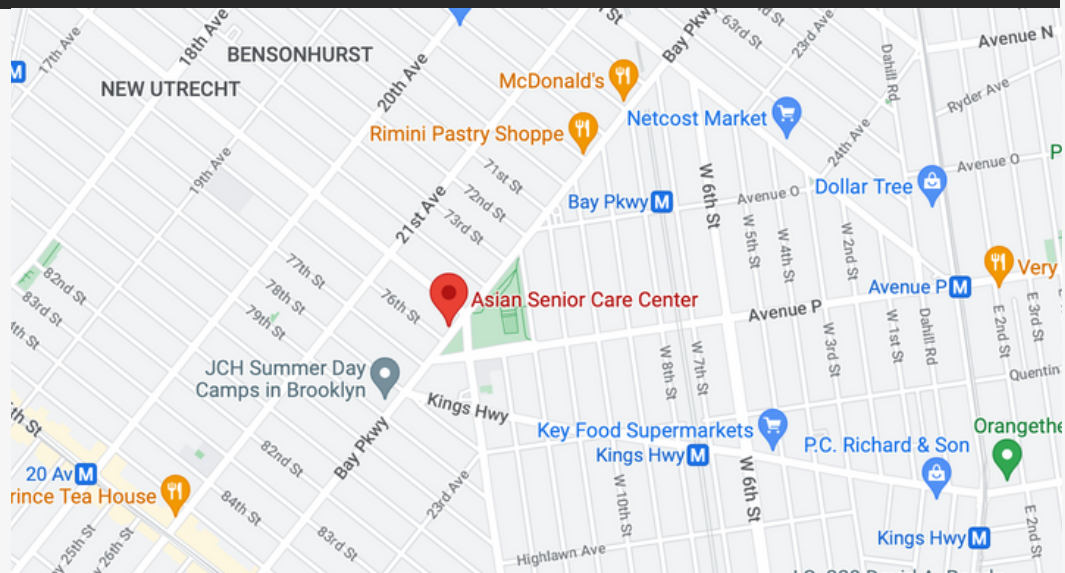 17th Ave
18th Ave
BENSONHURST
NEW UTRECHT
20th Ave
Bay Pkwy
63rd St
23rd Ave
Avenue N
Dahill Rd
Ryder Ave
M
McDonald's
Rimini Pastry Shoppe
Netcost Market
24th Ave
Avenue O
P
19th Ave
71st St
72nd St
73rd St
21st Ave
Bay Pkwy M
W 6th St
Avenue O
Dollar Tree
W 5th St
W 4th St
W 2nd St
82nd St
83rd St
77th St
78th St
79th St
76th St
Asian Senior Care Center
Avenue P M
Very
Avenue P
W 3rd St
W 1st St
Dahill Rd
E 2nd St
E 3rd St
JCH Summer Day
Camps in Brooklyn
W 8th St
W 7th St
Quentin
Kings Hwy
Bay Pkwy
Key Food Supermarkets
Kings Hwy M
P.C. Richard & Son
Orangethe
20 Av M
rince Tea House
82nd St
84th St
83rd St
23rd Ave
W 10th St
W 6th St
E 2nd St
Kings Hwy M
Highlawn Ave
25th St
26th St